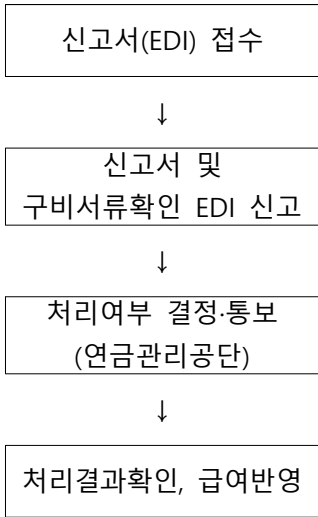 신고서(EDI) 접수
↓
신고서 및
구비서류확인 EDI 신고
↓
처리여부 결정·통보
(연금관리공단)
↓
처리결과확인, 급여반영